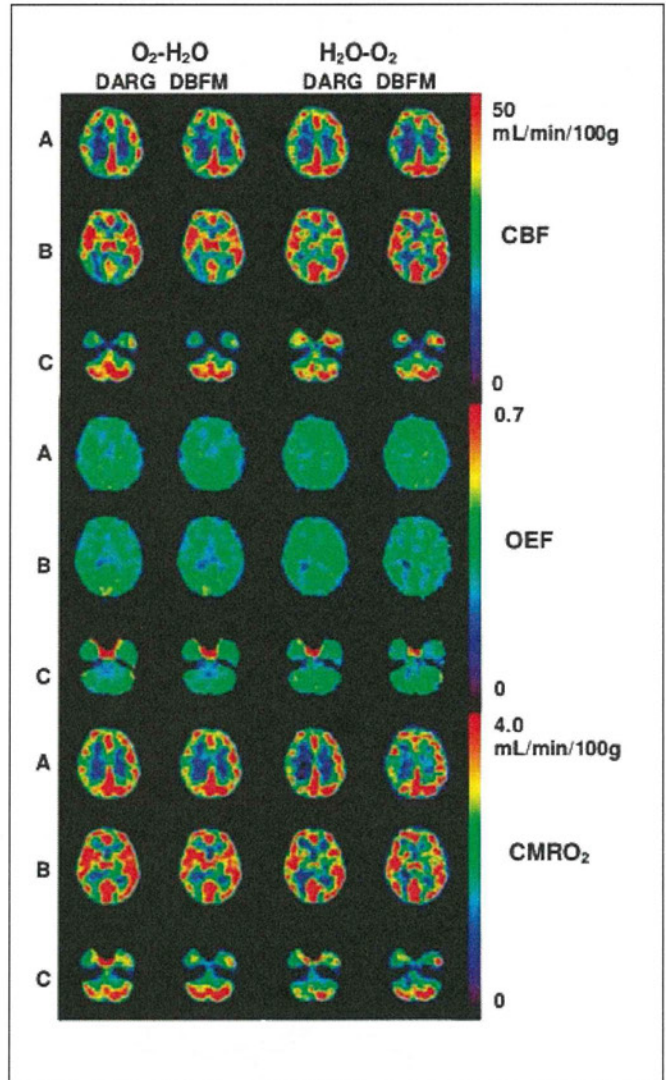 O₂-H₂O H₂O-O₂
DARG DBFM DARG DBFM
50
mL/min/100g
A
CBF
B
C
0
0.7
A
OEF
B
C
0
4.0
mL/min/100g
A
CMRO₂
B
C
0